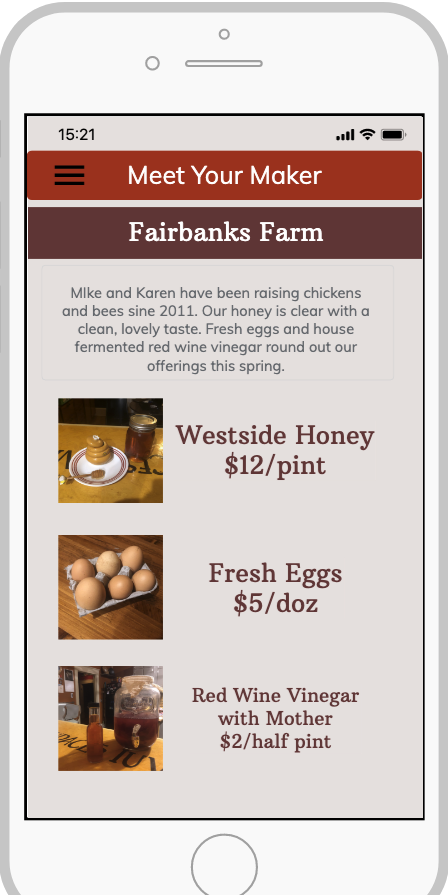 15:21
Meet Your Maker
Fairbanks Farm
MIke and Karen have been raising chickens
and bees sine 2011. Our honey is clear with a
clean, lovely taste. Fresh eggs and house
fermented red wine vinegar round out our
offerings this spring.
Westside Honey
$12/pint
Fresh Eggs
$5/doz
Red Wine Vinegar
with Mother
$2/half pint